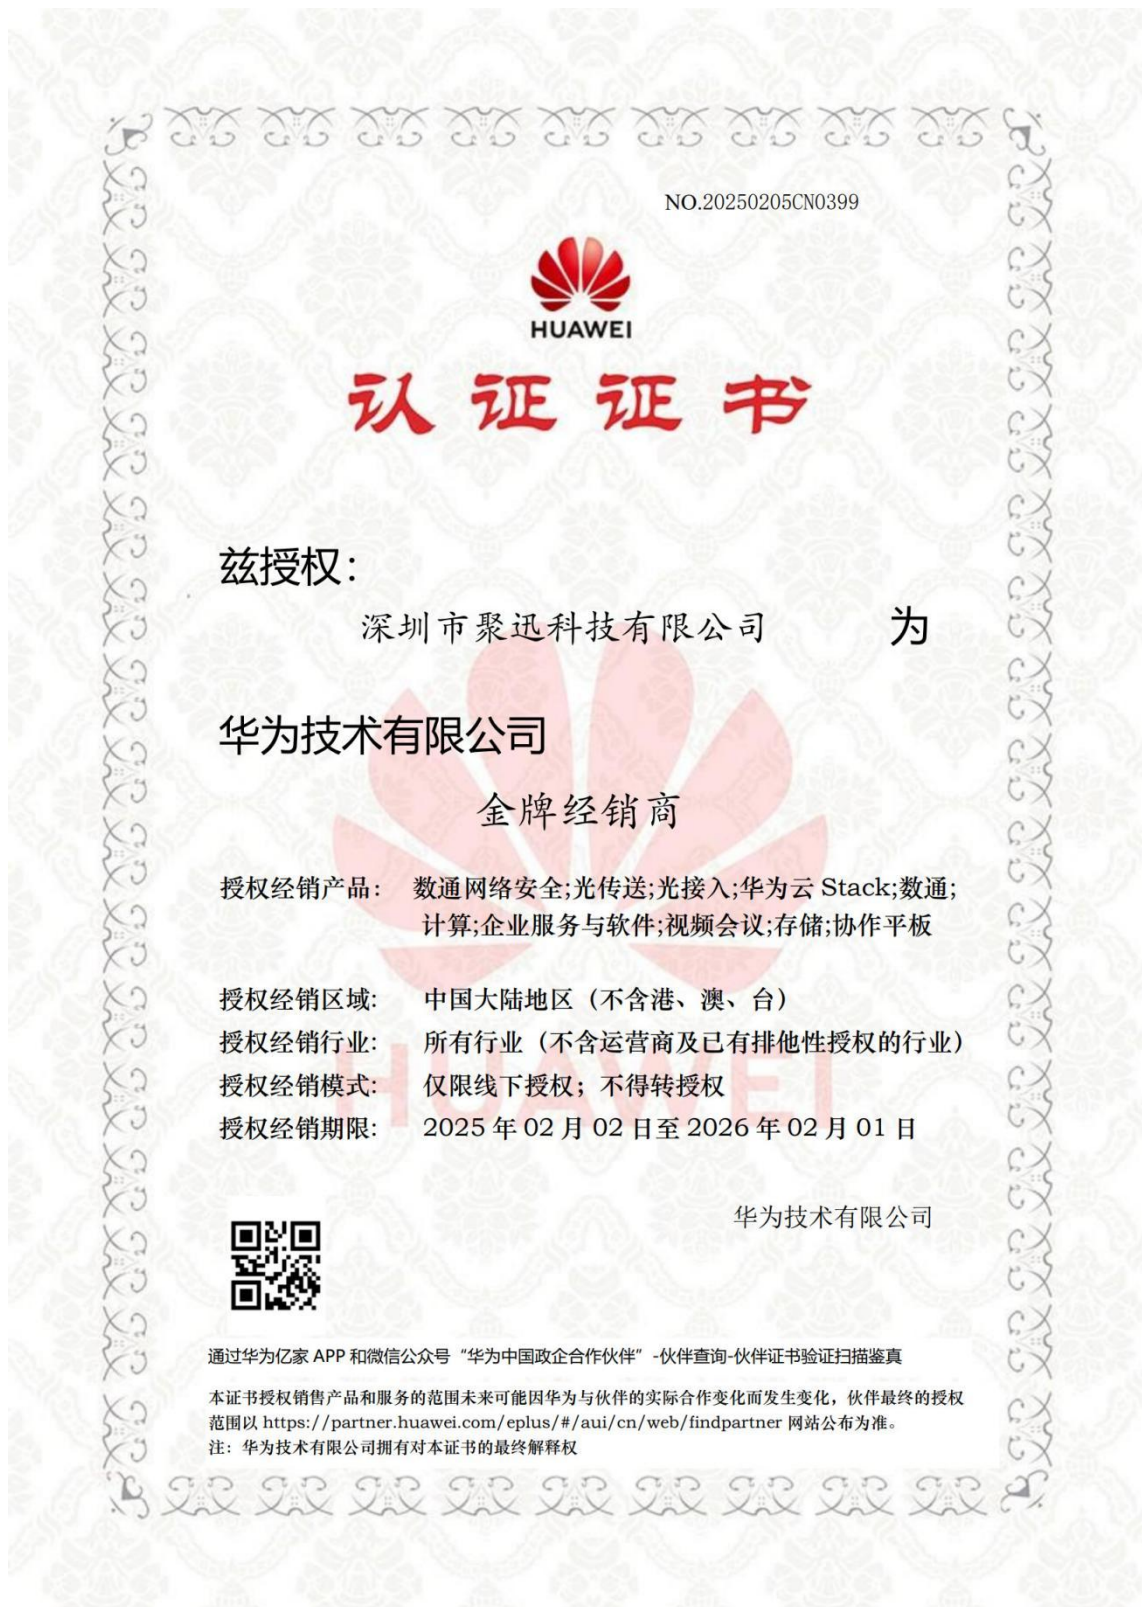 NO.20250205CN0399
HUAWEI
认证证书
兹授权：
深圳市聚迅科技有限公司 为
华为技术有限公司
金牌经销商
授权经销产品： 数通网络安全;光传送;光接入;华为云 Stack;数通;
计算;企业服务与软件;视频会议;存储;协作平板
授权经销区域: 中国大陆地区（不含港、澳、台）
授权经销行业: 所有行业（不含运营商及已有排他性授权的行业）
授权经销模式: 仅限线下授权；不得转授权
授权经销期限: 2025 年 02 月 02 日至 2026 年 02 月 01 日
HUAWEI
华为技术有限公司
通过华为亿家 APP 和微信公众号“华为中国政企合作伙伴”-伙伴查询-伙伴证书验证扫描鉴真
本证书授权销售产品和服务的范围未来可能因华为与伙伴的实际合作变化而发生变化，伙伴最终的授权
范围以 https://partner.huawei.com/eplus/#/aui/cn/web/findpartner 网站公布为准。
注：华为技术有限公司拥有对本证书的最终解释权